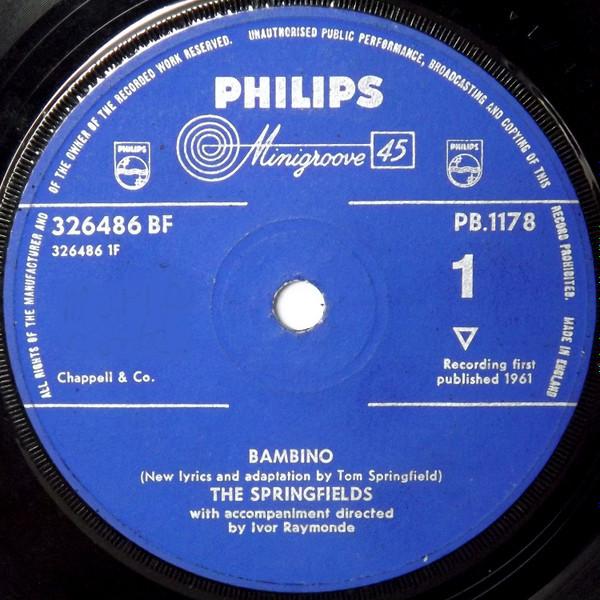 ALL RIGHTS OF THE MANUFACTURER AND OF THE OWNER OF THE RECORDED WORK RESERVED. UNAUTHORISED PUBLIC PERFORMANCE, BROADCASTING AND COPYING OF THIS RECORD PROHIBITED. MADE IN ENGLAND
PHILIPS
Minigroove 45
PHILIPS PHILIPS
326486 BF PB.1178
326486 1F
1
Chappell & Co. Recording first
published 1961
BAMBINO
(New lyrics and adaptation by Tom Springfield)
THE SPRINGFIELDS
with accompaniment directed
by Ivor Raymonde